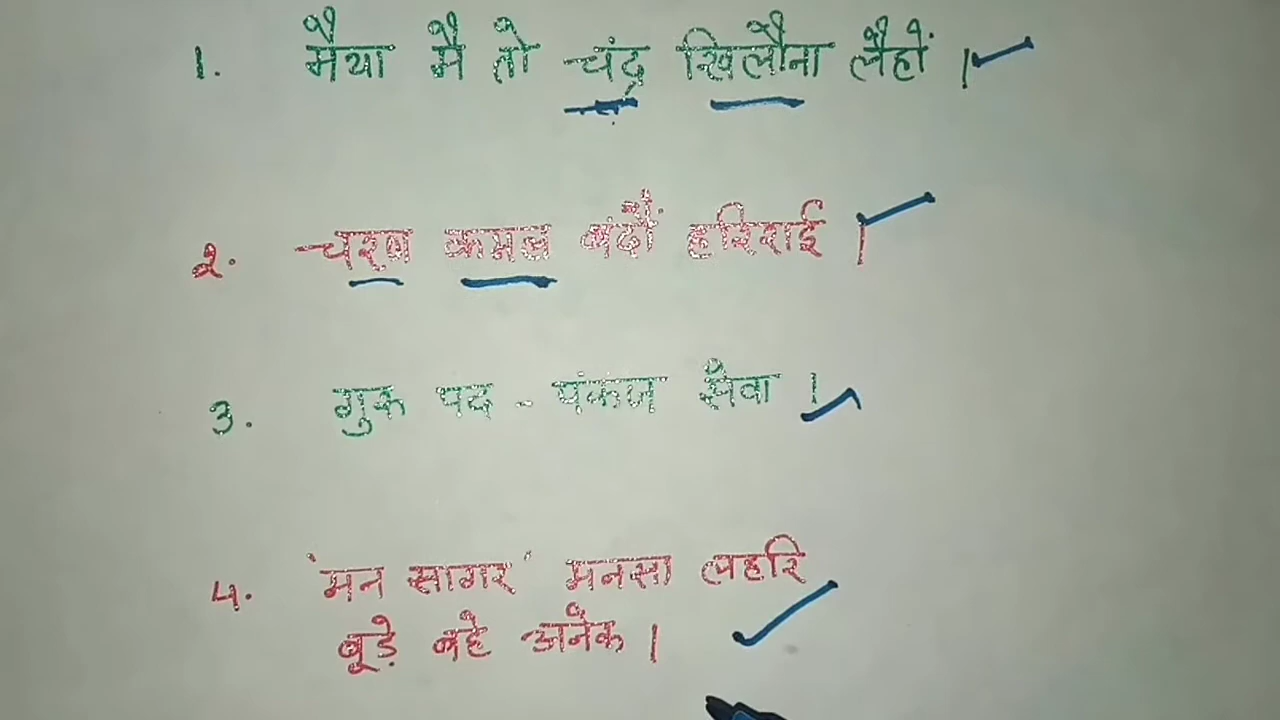 1. मैया मै तो चंद्र खिलौना लैहों ।
2. चरण कमल बंदौं हरिराई ।
3. गुरु पद - पंकज सेवा ।
4. 'मन सागर' मनसा लहरि
बूड़े बहे अनेक ।